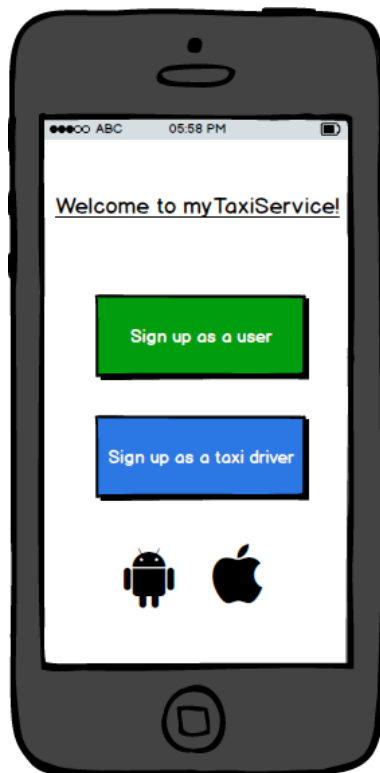 ABC 05:58 PM
Welcome to myTaxiService!
Sign up as a user
Sign up as a taxi driver